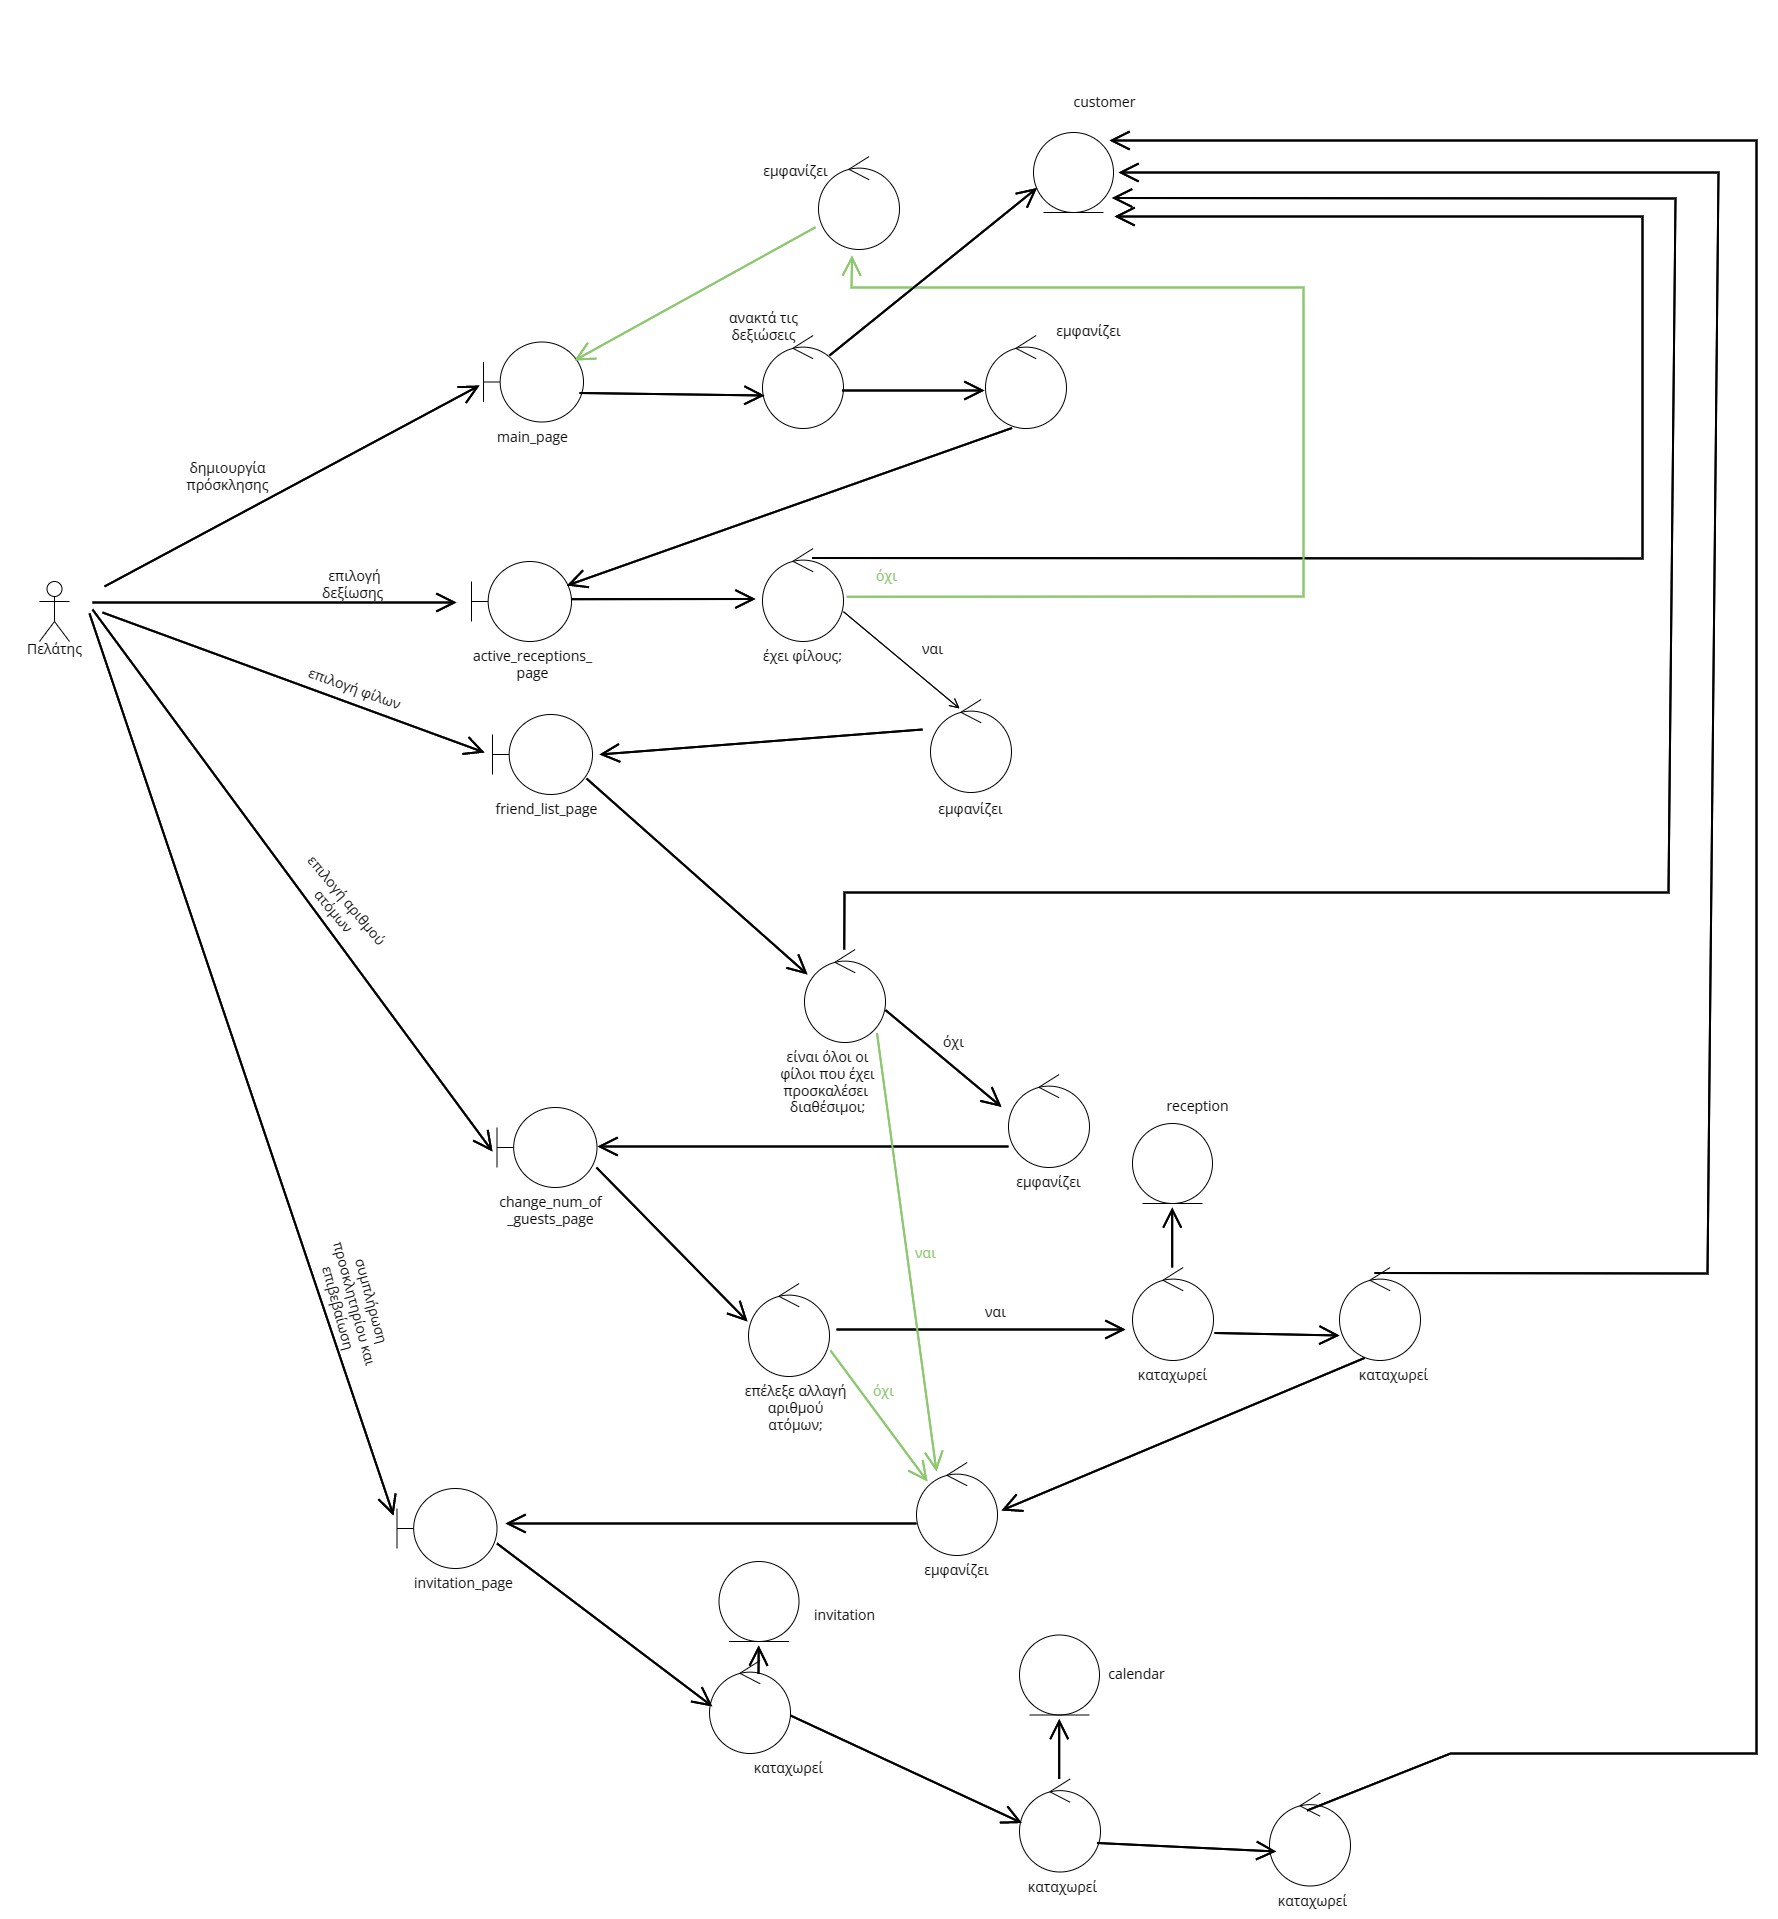 customer
εμφανίζει
ανακτά τις
δεξιώσεις
εμφανίζει
main_page
δημιουργία
πρόσκλησης
επιλογή
δεξίωσης
όχι
Πελάτης
active_receptions_
page
έχει φίλους;
ναι
επιλογή φίλων
friend_list_page
εμφανίζει
επιλογή αριθμού
ατόμων
είναι όλοι οι
φίλοι που έχει
προσκαλέσει
διαθέσιμοι;
όχι
reception
εμφανίζει
change_num_of
_guests_page
ναι
συμπλήρωση
προσκλητηρίου και
επιβεβαίωση
ναι
καταχωρεί
καταχωρεί
επέλεξε αλλαγή
αριθμού
ατόμων;
όχι
εμφανίζει
invitation_page
invitation
calendar
καταχωρεί
καταχωρεί
καταχωρεί